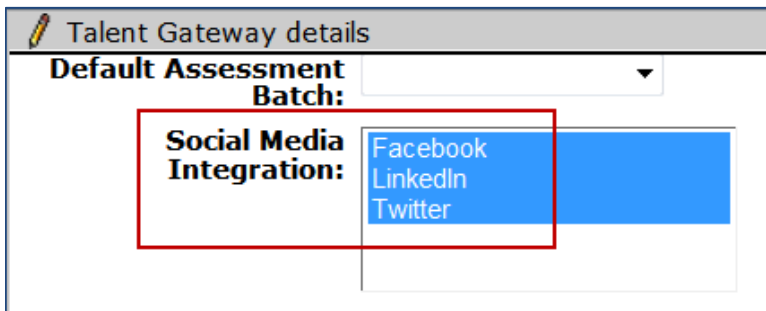 Talent Gateway details
Default Assessment
Batch:
Social Media
Integration:
Facebook
LinkedIn
Twitter